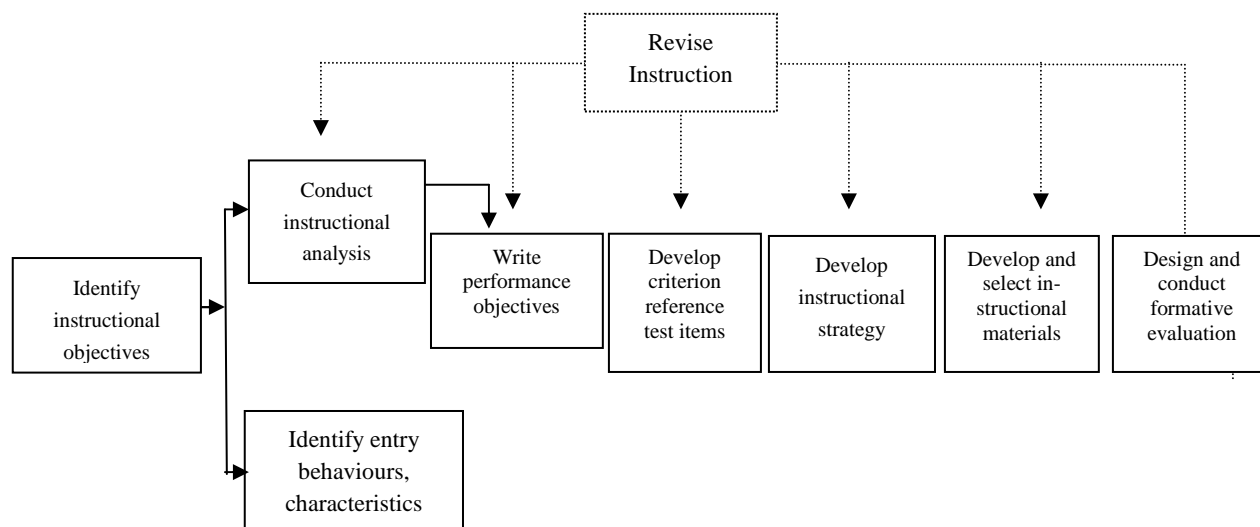 Revise
Instruction
Conduct
instructional
analysis
Identify
instructional
objectives
Write
performance
objectives
Develop
criterion
reference
test items
Develop
instructional
strategy
Develop and
select in-
structional
materials
Design and
conduct
formative
evaluation
Identify entry
behaviours,
characteristics